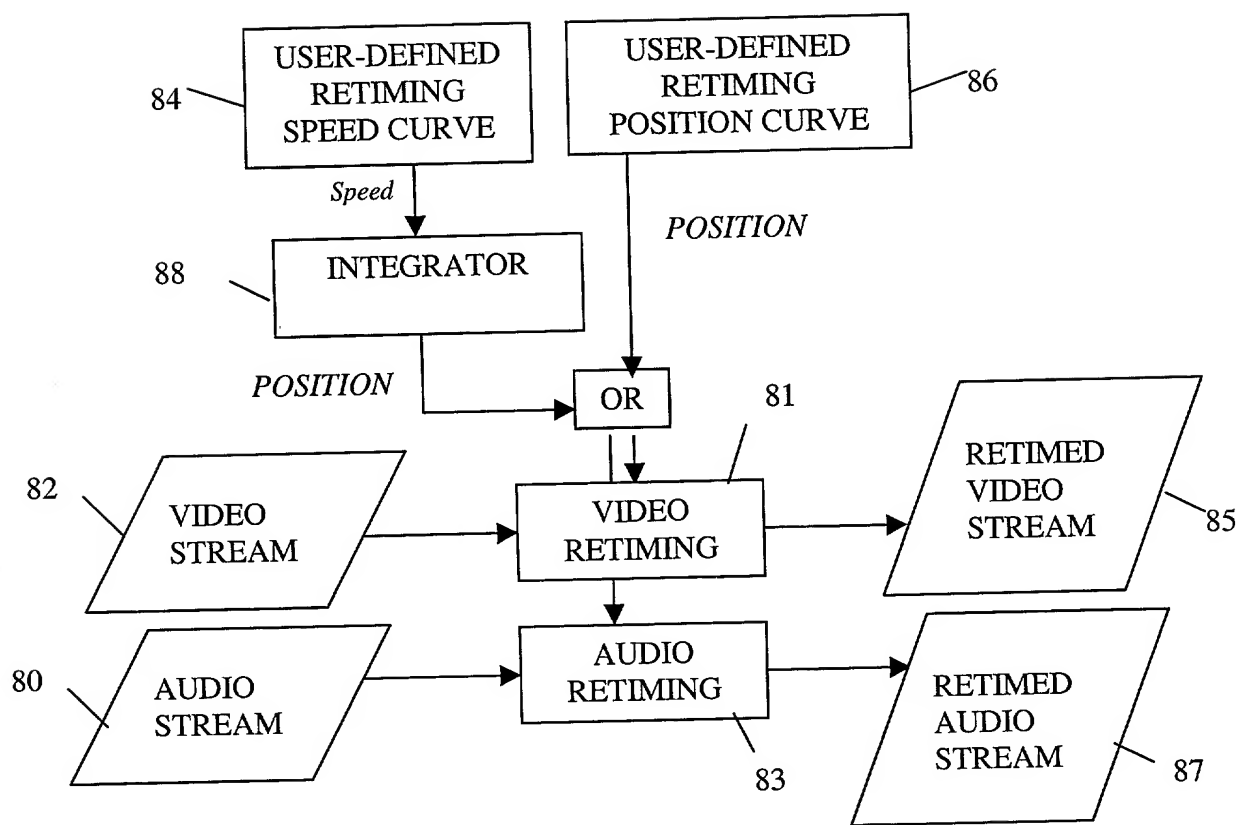 USER-DEFINED
RETIMING
SPEED CURVE
84
USER-DEFINED
RETIMING
POSITION CURVE
86
Speed
POSITION
INTEGRATOR
88
POSITION
OR
81
82
VIDEO
STREAM
VIDEO
RETIMING
RETIMED
VIDEO
STREAM
85
80
AUDIO
STREAM
AUDIO
RETIMING
83
RETIMED
AUDIO
STREAM
87